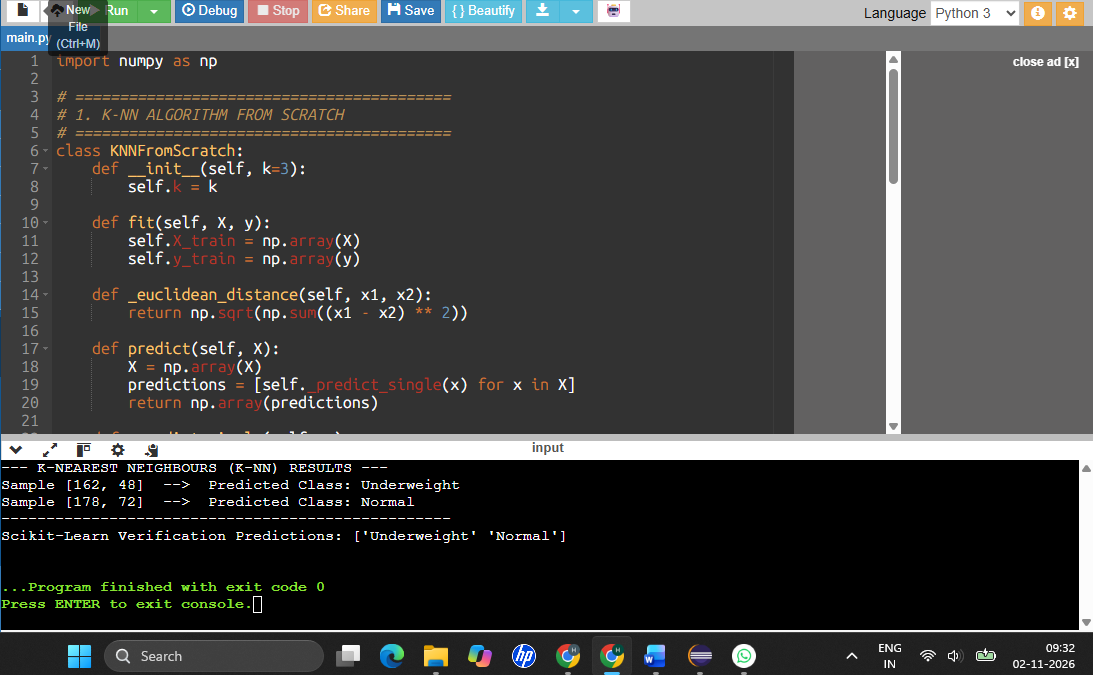 New
File
(Ctrl+M)
Run
Debug
Stop
Share
Save
{ } Beautify
Language Python 3
main.py
close ad [x]
1 import numpy as np
2
3 # ==========================================
4 # 1. K-NN ALGORITHM FROM SCRATCH
5 # ==========================================
6 class KNNFromScratch:
7 def __init__(self, k=3):
8 self.k = k
9
10 def fit(self, X, y):
11 self.X_train = np.array(X)
12 self.y_train = np.array(y)
13
14 def _euclidean_distance(self, x1, x2):
15 return np.sqrt(np.sum((x1 - x2) ** 2))
16
17 def predict(self, X):
18 X = np.array(X)
19 predictions = [self._predict_single(x) for x in X]
20 return np.array(predictions)
21
input
--- K-NEAREST NEIGHBOURS (K-NN) RESULTS ---
Sample [162, 48] --> Predicted Class: Underweight
Sample [178, 72] --> Predicted Class: Normal
--------------------------------------------------
Scikit-Learn Verification Predictions: ['Underweight' 'Normal']
...Program finished with exit code 0
Press ENTER to exit console.
Search
hp
ENG
IN
09:32
02-11-2026